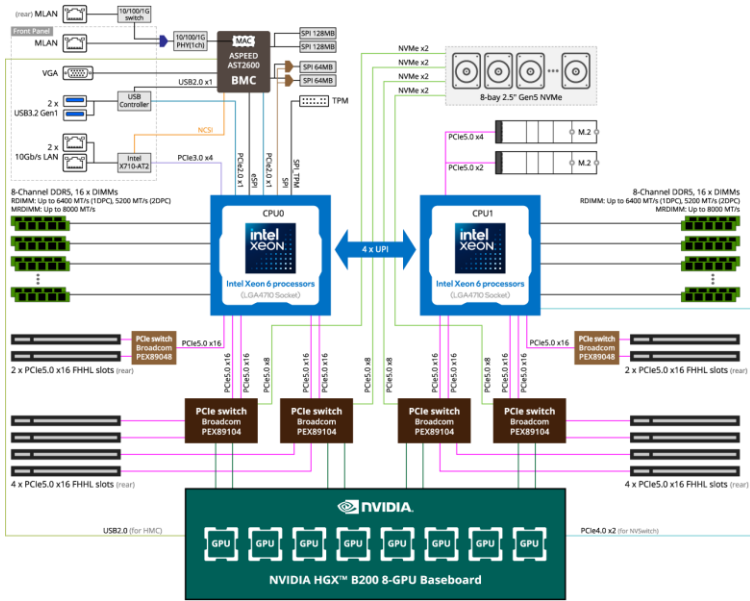 (rear) MLAN
10/100/1G
switch
Front Panel
MLAN
10/100/1G
PHY(1ch)
MAC
ASPEED
AST2600
BMC
SPI 128MB
SPI 128MB
SPI 64MB
SPI 64MB
TPM
VGA
USB2.0 x1
2 x
USB3.2 Gen1
USB
Controller
NCSI
2 x
10Gb/s LAN
Intel
X710-AT2
PCIe3.0 x4
PCIe2.0 x1
eSPI
PCIe2.0 x1
SPI
SPI_TPM
NVMe x2
NVMe x2
NVMe x2
NVMe x2
8-bay 2.5" Gen5 NVMe
PCIe5.0 x4
M.2
PCIe5.0 x2
M.2
8-Channel DDR5, 16 x DIMMs
RDIMM: Up to 6400 MT/s (1DPC), 5200 MT/s (2DPC)
MRDIMM: Up to 8000 MT/s
CPU0
intel
XEON
Intel Xeon 6 processors
(LGA4710 Socket)
4 x UPI
CPU1
intel
XEON
Intel Xeon 6 processors
(LGA4710 Socket)
8-Channel DDR5, 16 x DIMMs
RDIMM: Up to 6400 MT/s (1DPC), 5200 MT/s (2DPC)
MRDIMM: Up to 8000 MT/s
PCIe switch
Broadcom
PEX89048
PCIe5.0 x16
2 x PCIe5.0 x16 FHHL slots (rear)
PCIe5.0 x16
PCIe5.0 x16
PCIe5.0 x8
PCIe5.0 x16
PCIe5.0 x16
PCIe5.0 x8
PCIe5.0 x8
PCIe5.0 x16
PCIe5.0 x16
PCIe5.0 x8
PCIe5.0 x16
PCIe5.0 x16
PCIe5.0 x16
PCIe switch
Broadcom
PEX89048
2 x PCIe5.0 x16 FHHL slots (rear)
PCIe switch
Broadcom
PEX89104
PCIe switch
Broadcom
PEX89104
PCIe switch
Broadcom
PEX89104
PCIe switch
Broadcom
PEX89104
4 x PCIe5.0 x16 FHHL slots (rear)
4 x PCIe5.0 x16 FHHL slots (rear)
USB2.0 (for HMC)
NVIDIA.
PCIe4.0 x2 (for NVSwitch)
GPU GPU GPU GPU GPU GPU GPU GPU
NVIDIA HGX™ B200 8-GPU Baseboard